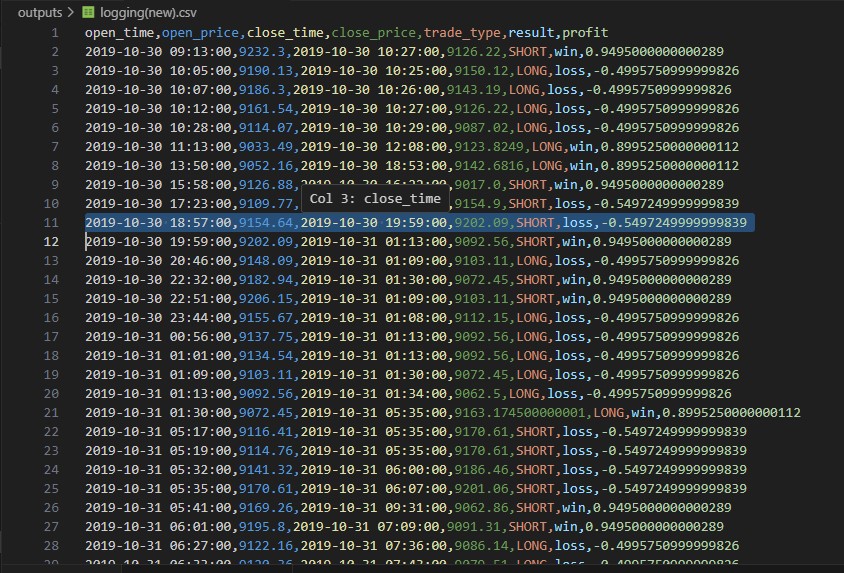 outputs > logging(new).csv
1 open_time,open_price,close_time,close_price,trade_type,result,profit
2 2019-10-30 09:13:00,9232.3,2019-10-30 10:27:00,9126.22,SHORT,win,0.9495000000000289
3 2019-10-30 10:05:00,9190.13,2019-10-30 10:25:00,9150.12,LONG,loss,-0.4995750999999826
4 2019-10-30 10:07:00,9186.3,2019-10-30 10:26:00,9143.19,LONG,loss,-0.4995750999999826
5 2019-10-30 10:12:00,9161.54,2019-10-30 10:27:00,9126.22,LONG,loss,-0.4995750999999826
6 2019-10-30 10:28:00,9114.07,2019-10-30 10:29:00,9087.02,LONG,loss,-0.4995750999999826
7 2019-10-30 11:13:00,9033.49,2019-10-30 12:08:00,9123.8249,LONG,win,0.8995250000000112
8 2019-10-30 13:50:00,9052.16,2019-10-30 18:53:00,9142.6816,LONG,win,0.8995250000000112
9 2019-10-30 15:58:00,9126.88, ,9017.0,SHORT,win,0.9495000000000289
10 2019-10-30 17:23:00,9109.77, ,9154.9,SHORT,loss,-0.5497249999999839
Col 3: close_time
11 2019-10-30 18:57:00,9154.64,2019-10-30 19:59:00,9202.09,SHORT,loss,-0.5497249999999839
12 2019-10-30 19:59:00,9202.09,2019-10-31 01:13:00,9092.56,SHORT,win,0.9495000000000289
13 2019-10-30 20:46:00,9148.09,2019-10-31 01:09:00,9103.11,LONG,loss,-0.4995750999999826
14 2019-10-30 22:32:00,9182.94,2019-10-31 01:30:00,9072.45,SHORT,win,0.9495000000000289
15 2019-10-30 22:51:00,9206.15,2019-10-31 01:09:00,9103.11,SHORT,win,0.9495000000000289
16 2019-10-30 23:44:00,9155.67,2019-10-31 01:08:00,9112.15,LONG,loss,-0.4995750999999826
17 2019-10-31 00:56:00,9137.75,2019-10-31 01:13:00,9092.56,LONG,loss,-0.4995750999999826
18 2019-10-31 01:01:00,9134.54,2019-10-31 01:13:00,9092.56,LONG,loss,-0.4995750999999826
19 2019-10-31 01:09:00,9103.11,2019-10-31 01:30:00,9072.45,LONG,loss,-0.4995750999999826
20 2019-10-31 01:13:00,9092.56,2019-10-31 01:34:00,9062.5,LONG,loss,-0.4995750999999826
21 2019-10-31 01:30:00,9072.45,2019-10-31 05:35:00,9163.174500000001,LONG,win,0.8995250000000112
22 2019-10-31 05:17:00,9116.41,2019-10-31 05:35:00,9170.61,SHORT,loss,-0.5497249999999839
23 2019-10-31 05:19:00,9114.76,2019-10-31 05:35:00,9170.61,SHORT,loss,-0.5497249999999839
24 2019-10-31 05:32:00,9141.32,2019-10-31 06:00:00,9186.46,SHORT,loss,-0.5497249999999839
25 2019-10-31 05:35:00,9170.61,2019-10-31 06:07:00,9201.06,SHORT,loss,-0.5497249999999839
26 2019-10-31 05:41:00,9169.26,2019-10-31 09:31:00,9062.86,SHORT,win,0.9495000000000289
27 2019-10-31 06:01:00,9195.8,2019-10-31 07:09:00,9091.31,SHORT,win,0.9495000000000289
28 2019-10-31 06:27:00,9122.16,2019-10-31 07:36:00,9086.14,LONG,loss,-0.4995750999999826